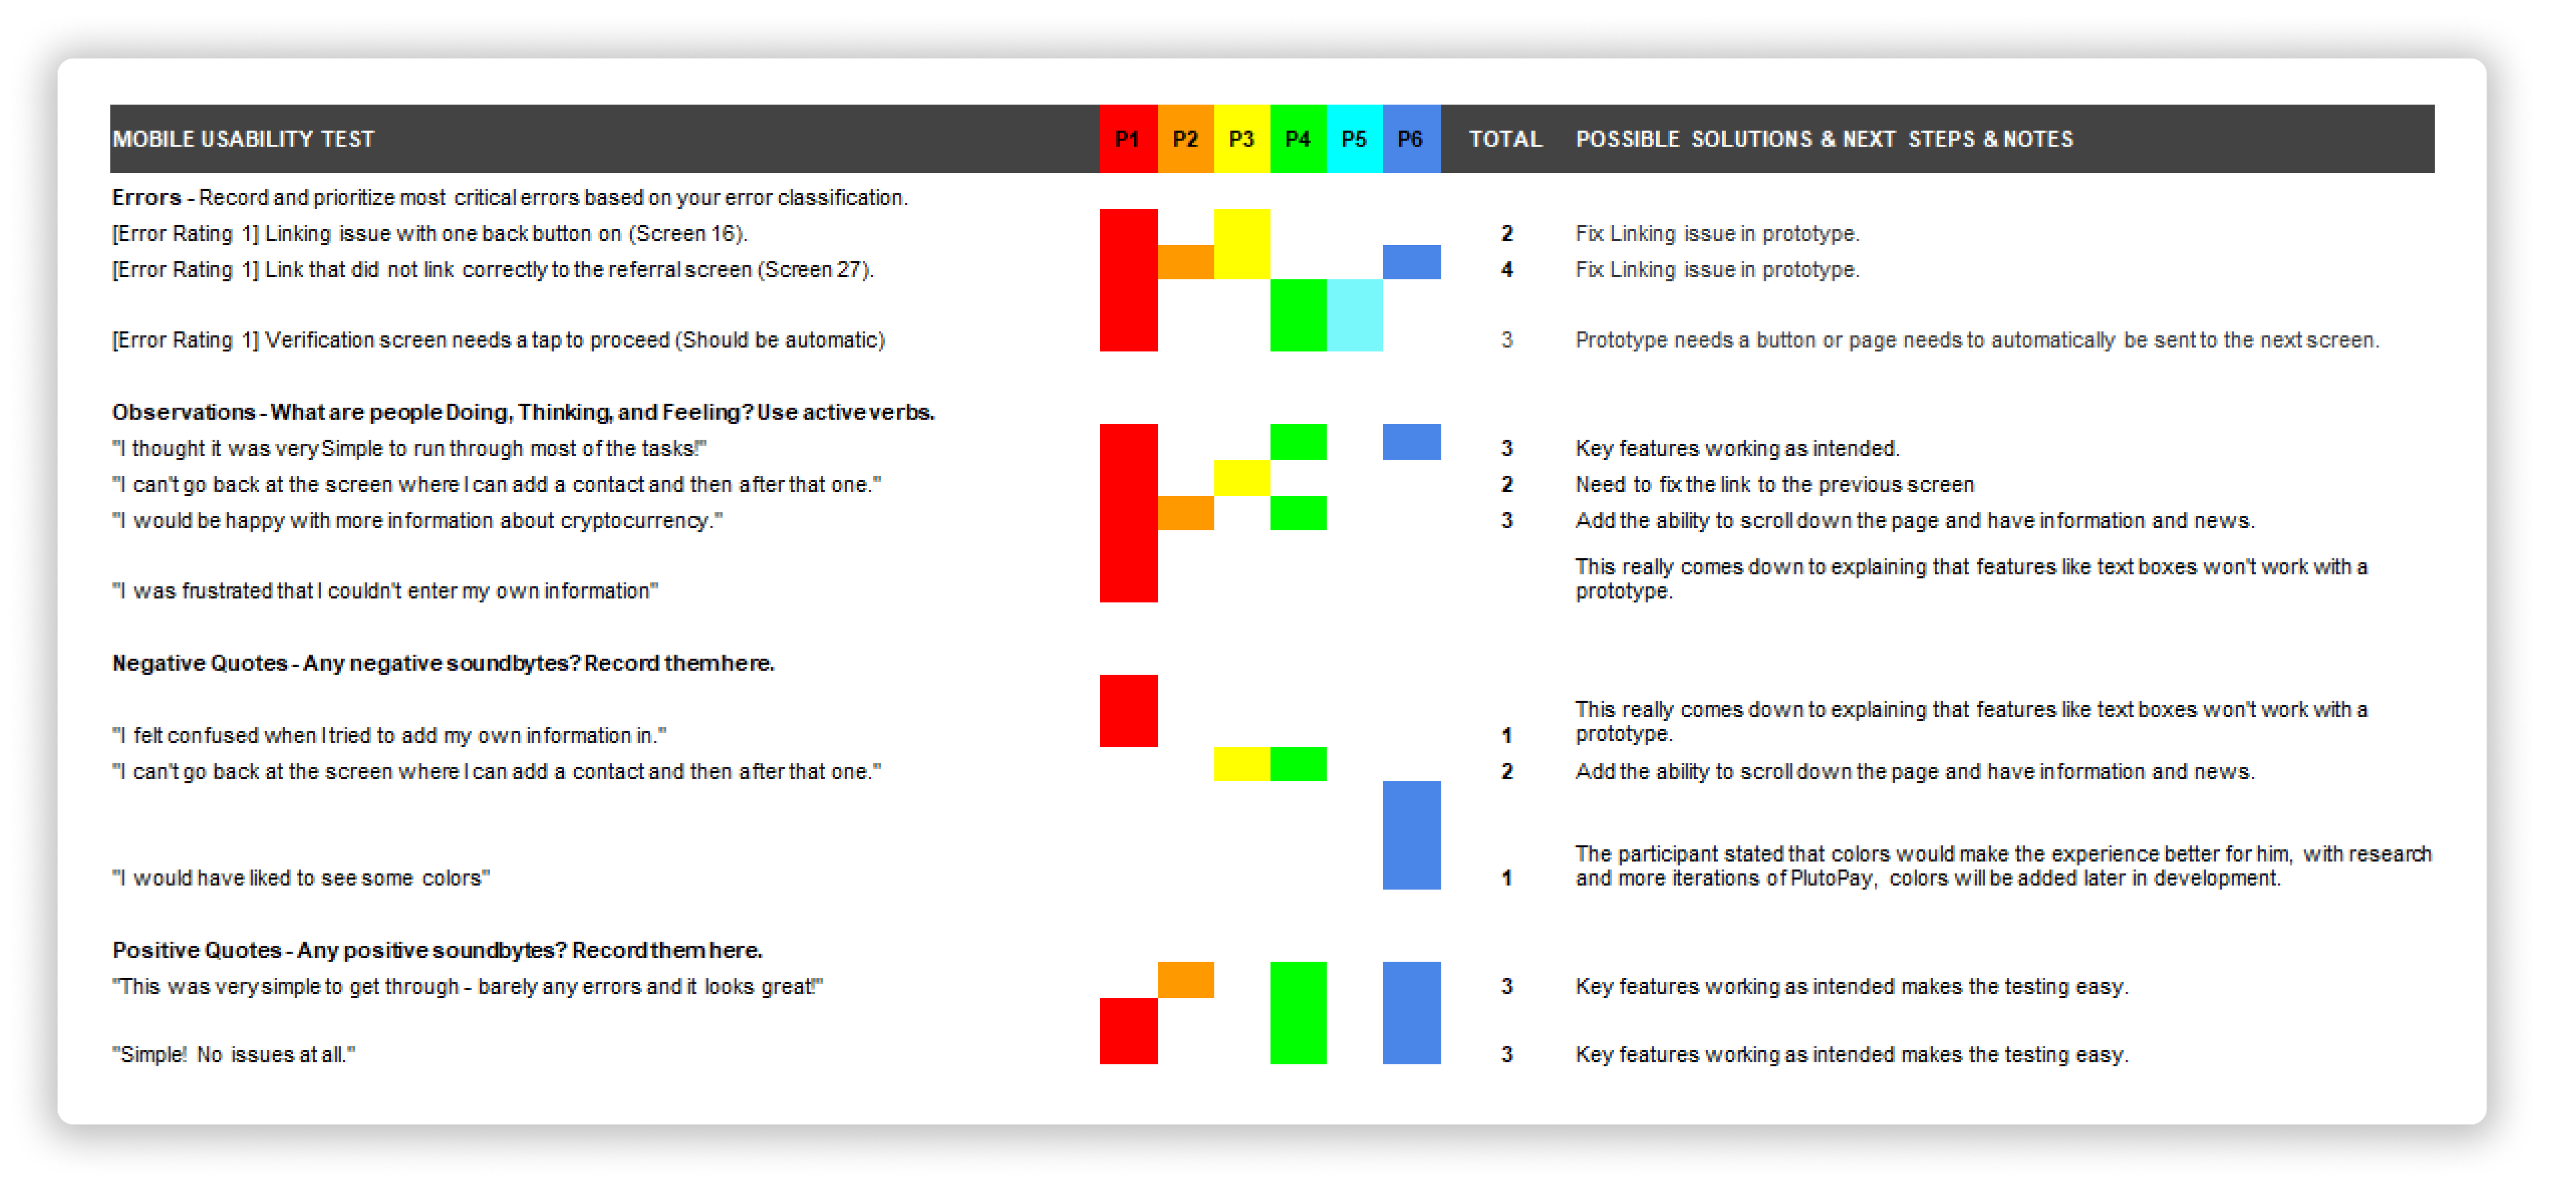 MOBILE USABILITY TEST P1 P2 P3 P4 P5 P6 TOTAL POSSIBLE SOLUTIONS & NEXT STEPS & NOTES
Errors - Record and prioritize most critical errors based on your error classification.
[Error Rating 1] Linking issue with one back button on (Screen 16). 2 Fix Linking issue in prototype.
[Error Rating 1] Link that did not link correctly to the referral screen (Screen 27). 4 Fix Linking issue in prototype.
[Error Rating 1] Verification screen needs a tap to proceed (Should be automatic) 3 Prototype needs a button or page needs to automatically be sent to the next screen.
Observations - What are people Doing, Thinking, and Feeling? Use active verbs.
"I thought it was very Simple to run through most of the tasks!" 3 Key features working as intended.
"I can't go back at the screen where I can add a contact and then after that one." 2 Need to fix the link to the previous screen
"I would be happy with more information about cryptocurrency." 3 Add the ability to scroll down the page and have information and news.
This really comes down to explaining that features like text boxes won't work with a
"I was frustrated that I couldn't enter my own information" prototype.
Negative Quotes - Any negative soundbytes? Record them here.
This really comes down to explaining that features like text boxes won't work with a
"I felt confused when I tried to add my own information in." 1 prototype.
"I can't go back at the screen where I can add a contact and then after that one." 2 Add the ability to scroll down the page and have information and news.
The participant stated that colors would make the experience better for him, with research
"I would have liked to see some colors" 1 and more iterations of PlutoPay, colors will be added later in development.
Positive Quotes - Any positive soundbytes? Record them here.
"This was very simple to get through - barely any errors and it looks great!" 3 Key features working as intended makes the testing easy.
"Simple! No issues at all." 3 Key features working as intended makes the testing easy.